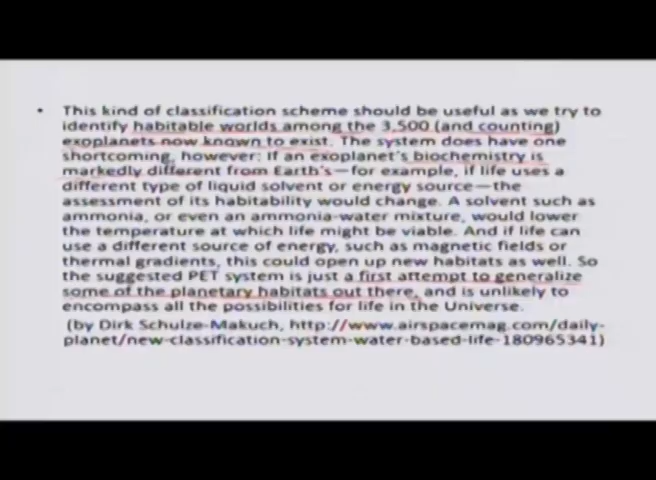 • This kind of classification scheme should be useful as we try to
identify habitable worlds among the 3,500 (and counting)
exoplanets now known to exist. The system does have one
shortcoming, however: If an exoplanet's biochemistry is
markedly different from Earth's—for example, if life uses a
different type of liquid solvent or energy source—the
assessment of its habitability would change. A solvent such as
ammonia, or even an ammonia-water mixture, would lower
the temperature at which life might be viable. And if life can
use a different source of energy, such as magnetic fields or
thermal gradients, this could open up new habitats as well. So
the suggested PET system is just a first attempt to generalize
some of the planetary habitats out there, and is unlikely to
encompass all the possibilities for life in the Universe.
(by Dirk Schulze-Makuch, http://www.airspacemag.com/daily-
planet/new-classification-system-water-based-life-180965341)